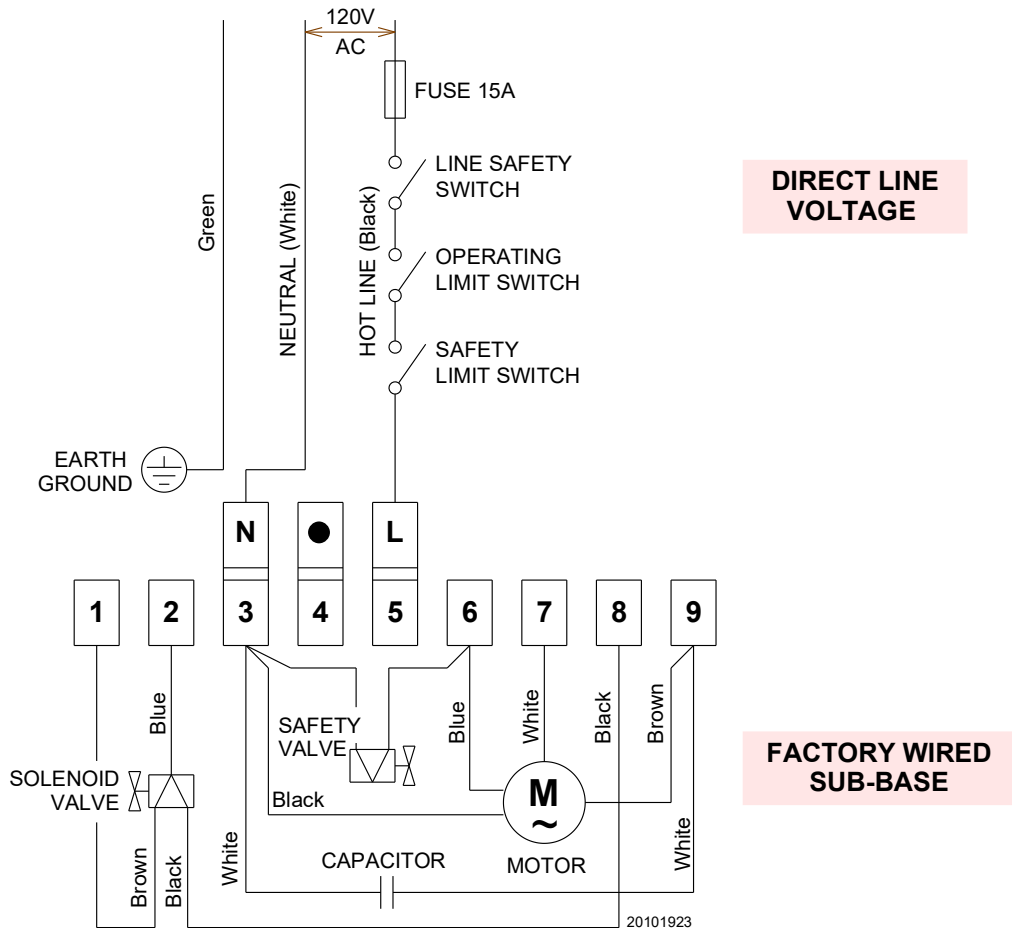 120V
AC
FUSE 15A
LINE SAFETY
SWITCH
DIRECT LINE
VOLTAGE
Green
NEUTRAL (White)
HOT LINE (Black)
OPERATING
LIMIT SWITCH
SAFETY
LIMIT SWITCH
EARTH
GROUND
N
L
1
2
3
4
5
6
7
8
9
Blue
SAFETY
VALVE
Blue
White
Black
Brown
FACTORY WIRED
SUB-BASE
SOLENOID
VALVE
Black
M
~
Brown
Black
White
CAPACITOR
MOTOR
White
20101923